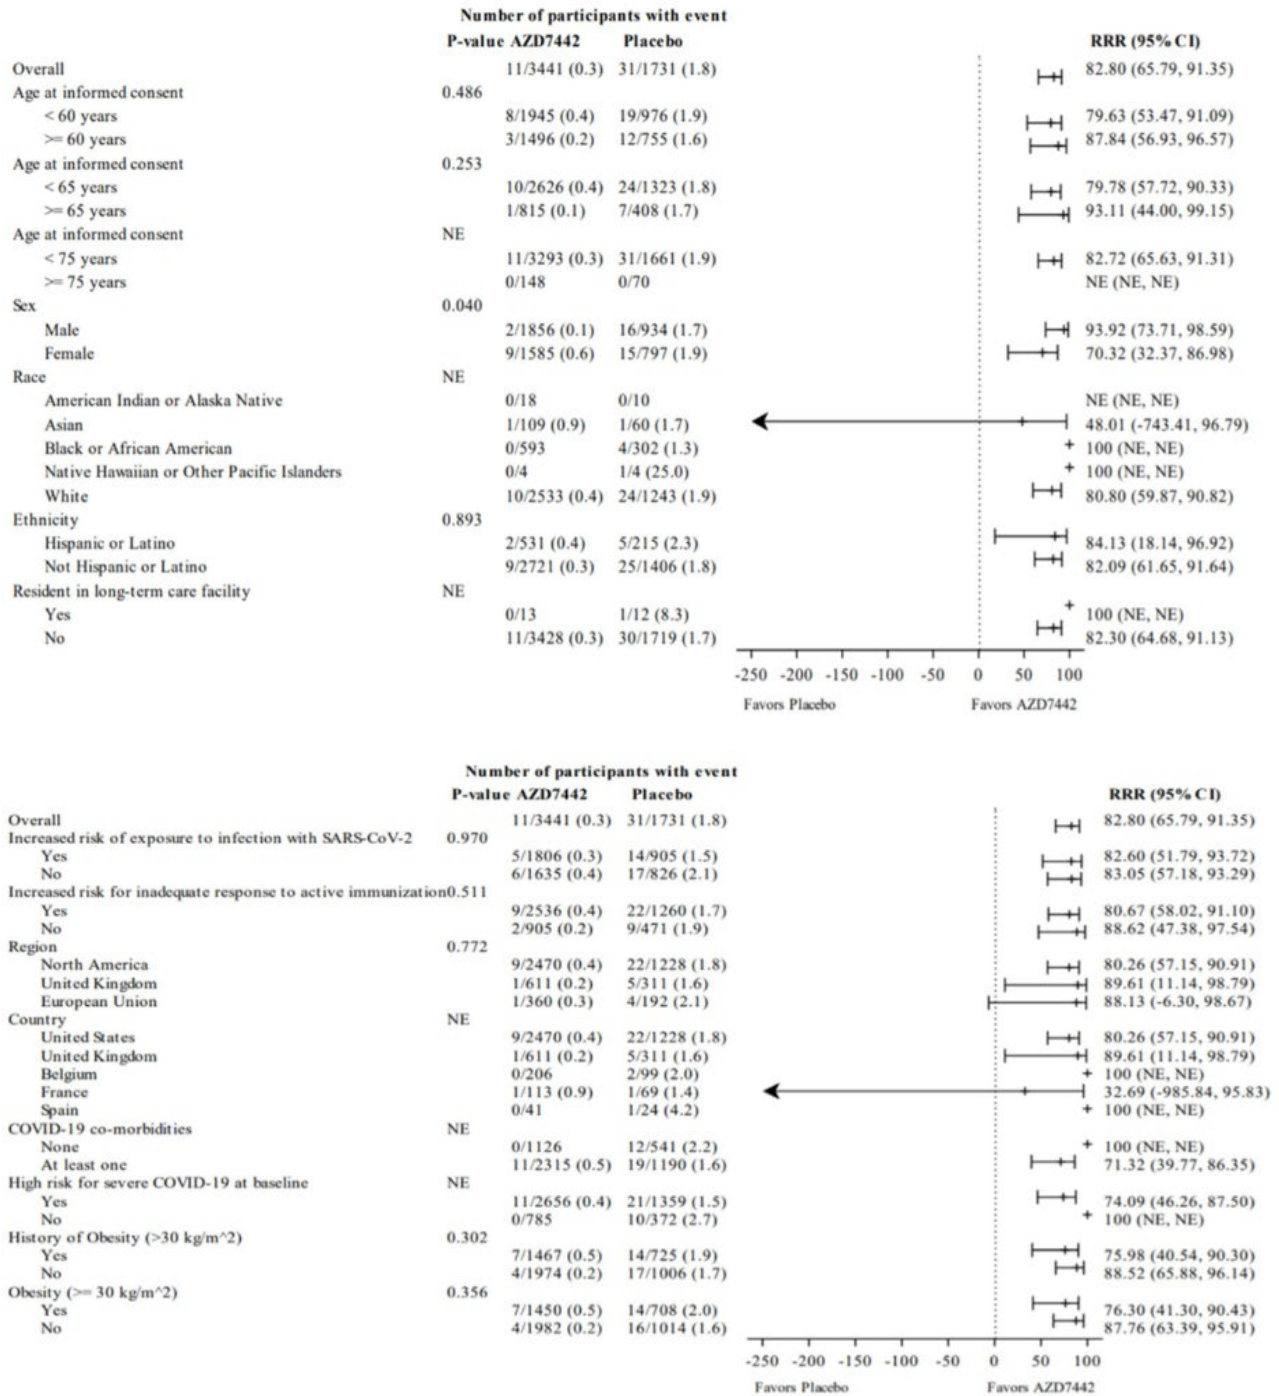 Number of participants with event
P-value AZD7442 Placebo RRR (95% CI)
Overall 11/3441 (0.3) 31/1731 (1.8) 82.80 (65.79, 91.35)
Age at informed consent 0.486
< 60 years 8/1945 (0.4) 19/976 (1.9) 79.63 (53.47, 91.09)
>= 60 years 3/1496 (0.2) 12/755 (1.6) 87.84 (56.93, 96.57)
Age at informed consent 0.253
< 65 years 10/2626 (0.4) 24/1323 (1.8) 79.78 (57.72, 90.33)
>= 65 years 1/815 (0.1) 7/408 (1.7) 93.11 (44.00, 99.15)
Age at informed consent NE
< 75 years 11/3293 (0.3) 31/1661 (1.9) 82.72 (65.63, 91.31)
>= 75 years 0/148 0/70 NE (NE, NE)
Sex 0.040
Male 2/1856 (0.1) 16/934 (1.7) 93.92 (73.71, 98.59)
Female 9/1585 (0.6) 15/797 (1.9) 70.32 (32.37, 86.98)
Race NE
American Indian or Alaska Native 0/18 0/10 NE (NE, NE)
Asian 1/109 (0.9) 1/60 (1.7) 48.01 (-743.41, 96.79)
Black or African American 0/593 4/302 (1.3) 100 (NE, NE)
Native Hawaiian or Other Pacific Islanders 0/4 1/4 (25.0) 100 (NE, NE)
White 10/2533 (0.4) 24/1243 (1.9) 80.80 (59.87, 90.82)
Ethnicity 0.893
Hispanic or Latino 2/531 (0.4) 5/215 (2.3) 84.13 (18.14, 96.92)
Not Hispanic or Latino 9/2721 (0.3) 25/1406 (1.8) 82.09 (61.65, 91.64)
Resident in long-term care facility NE
Yes 0/13 1/12 (8.3) 100 (NE, NE)
No 11/3428 (0.3) 30/1719 (1.7) 82.30 (64.68, 91.13)
-250 -200 -150 -100 -50 0 50 100
Favors Placebo Favors AZD7442
Number of participants with event
P-value AZD7442 Placebo RRR (95% CI)
Overall 11/3441 (0.3) 31/1731 (1.8) 82.80 (65.79, 91.35)
Increased risk of exposure to infection with SARS-CoV-2 0.970
Yes 5/1806 (0.3) 14/905 (1.5) 82.60 (51.79, 93.72)
No 6/1635 (0.4) 17/826 (2.1) 83.05 (57.18, 93.29)
Increased risk for inadequate response to active immunization0.511
Yes 9/2536 (0.4) 22/1260 (1.7) 80.67 (58.02, 91.10)
No 2/905 (0.2) 9/471 (1.9) 88.62 (47.38, 97.54)
Region 0.772
North America 9/2470 (0.4) 22/1228 (1.8) 80.26 (57.15, 90.91)
United Kingdom 1/611 (0.2) 5/311 (1.6) 89.61 (11.14, 98.79)
European Union 1/360 (0.3) 4/192 (2.1) 88.13 (-6.30, 98.67)
Country NE
United States 9/2470 (0.4) 22/1228 (1.8) 80.26 (57.15, 90.91)
United Kingdom 1/611 (0.2) 5/311 (1.6) 89.61 (11.14, 98.79)
Belgium 0/206 2/99 (2.0) 100 (NE, NE)
France 1/113 (0.9) 1/69 (1.4) 32.69 (-985.84, 95.83)
Spain 0/41 1/24 (4.2) 100 (NE, NE)
COVID-19 co-morbidities NE
None 0/1126 12/541 (2.2) 100 (NE, NE)
At least one 11/2315 (0.5) 19/1190 (1.6) 71.32 (39.77, 86.35)
High risk for severe COVID-19 at baseline NE
Yes 11/2656 (0.4) 21/1359 (1.5) 74.09 (46.26, 87.50)
No 0/785 10/372 (2.7) 100 (NE, NE)
History of Obesity (>30 kg/m^2) 0.302
Yes 7/1467 (0.5) 14/725 (1.9) 75.98 (40.54, 90.30)
No 4/1974 (0.2) 17/1006 (1.7) 88.52 (65.88, 96.14)
Obesity (>= 30 kg/m^2) 0.356
Yes 7/1450 (0.5) 14/708 (2.0) 76.30 (41.30, 90.43)
No 4/1982 (0.2) 16/1014 (1.6) 87.76 (63.39, 95.91)
-250 -200 -150 -100 -50 0 50 100
Favors Placebo Favors AZD7442